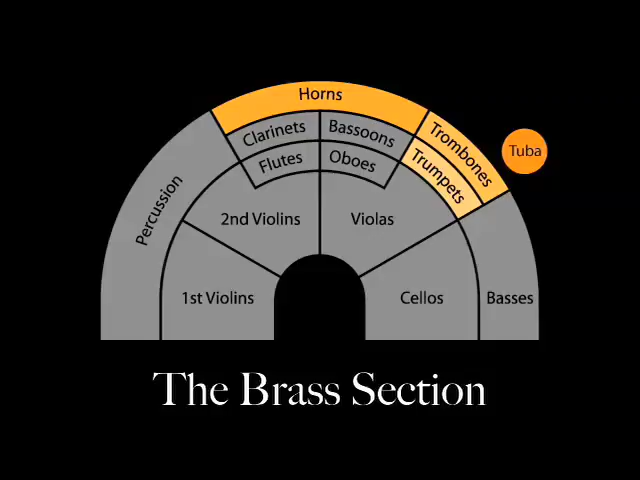 Horns
Clarinets
Bassoons
Trombones
Tuba
Flutes
Oboes
Trumpets
Percussion
2nd Violins
Violas
1st Violins
Cellos
Basses
The Brass Section